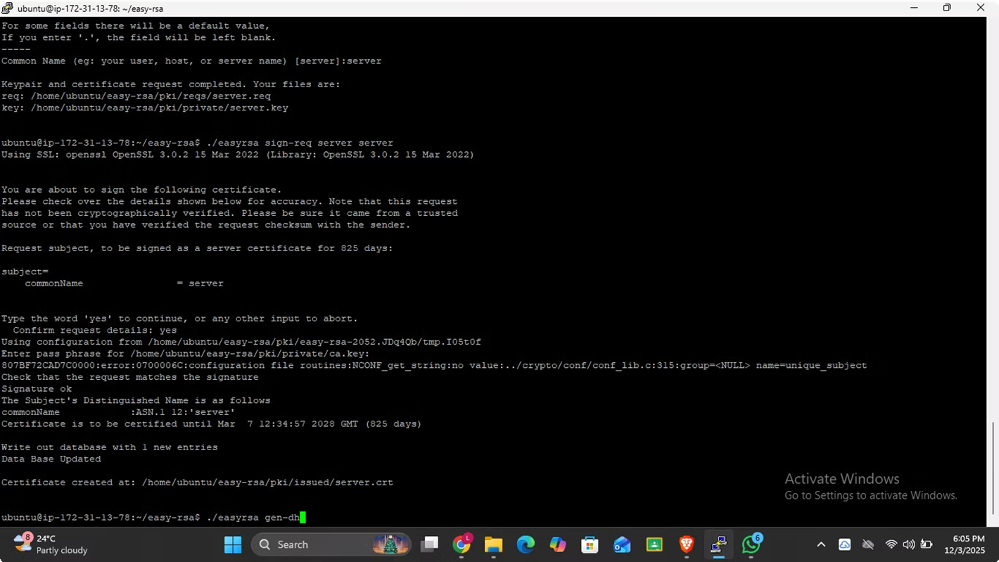 ubuntu@ip-172-31-13-78: ~/easy-rsa
For some fields there will be a default value,
If you enter '.', the field will be left blank.
-----
Common Name (eg: your user, host, or server name) [server]:server
Keypair and certificate request completed. Your files are:
req: /home/ubuntu/easy-rsa/pki/reqs/server.req
key: /home/ubuntu/easy-rsa/pki/private/server.key
ubuntu@ip-172-31-13-78:~/easy-rsa$ ./easyrsa sign-req server server
Using SSL: openssl OpenSSL 3.0.2 15 Mar 2022 (Library: OpenSSL 3.0.2 15 Mar 2022)
You are about to sign the following certificate.
Please check over the details shown below for accuracy. Note that this request
has not been cryptographically verified. Please be sure it came from a trusted
source or that you have verified the request checksum with the sender.
Request subject, to be signed as a server certificate for 825 days:
subject=
    commonName                = server
Type the word 'yes' to continue, or any other input to abort.
  Confirm request details: yes
Using configuration from /home/ubuntu/easy-rsa/pki/easy-rsa-2052.JDq4Qb/tmp.I05t0f
Enter pass phrase for /home/ubuntu/easy-rsa/pki/private/ca.key:
807BF72CAD7C0000:error:0700006C:configuration file routines:NCONF_get_string:no value:../crypto/conf/conf_lib.c:315:group=<NULL> name=unique_subject
Check that the request matches the signature
Signature ok
The Subject's Distinguished Name is as follows
commonName            :ASN.1 12:'server'
Certificate is to be certified until Mar  7 12:34:57 2028 GMT (825 days)
Write out database with 1 new entries
Data Base Updated
Certificate created at: /home/ubuntu/easy-rsa/pki/issued/server.crt
ubuntu@ip-172-31-13-78:~/easy-rsa$ ./easyrsa gen-dh
Activate Windows
Go to Settings to activate Windows.
8
24°C
Partly cloudy
Search
L
6
6:05 PM
12/3/2025